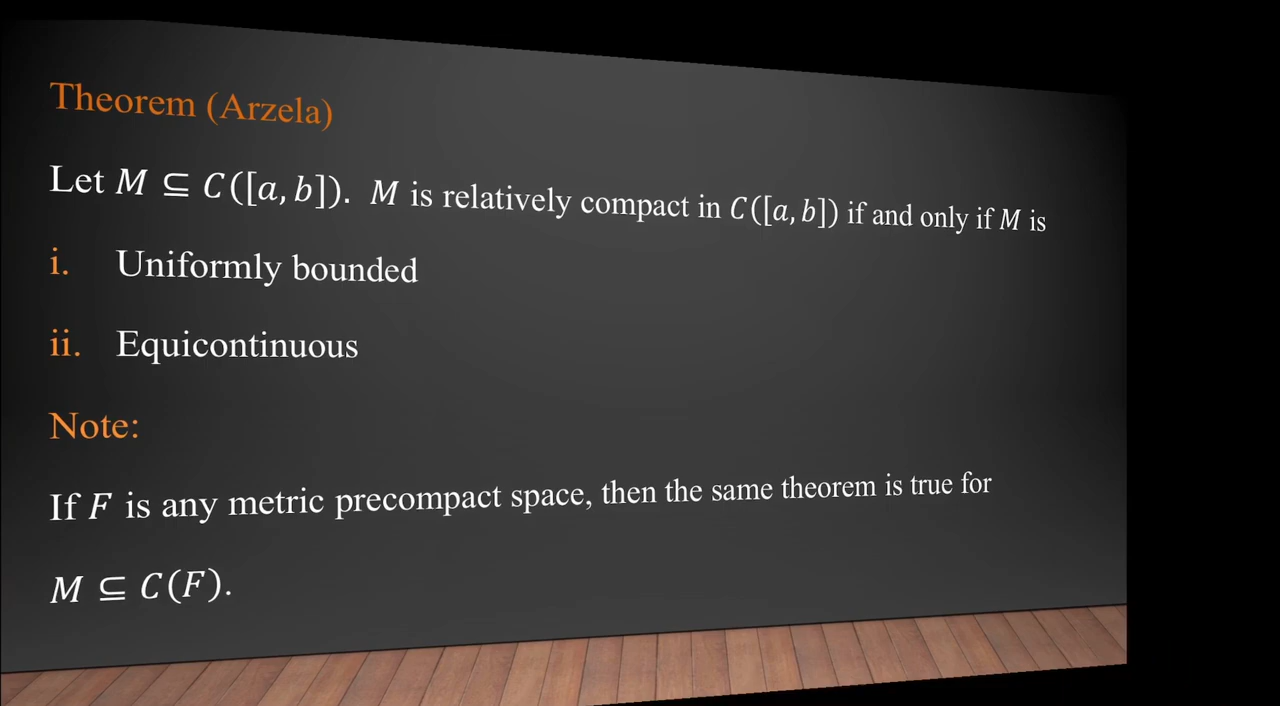 Theorem (Arzela)
Let M ⊆ C([a, b]). M is relatively compact in C([a, b]) if and only if M is
i. Uniformly bounded
ii. Equicontinuous
Note:
If F is any metric precompact space, then the same theorem is true for
M ⊆ C(F).